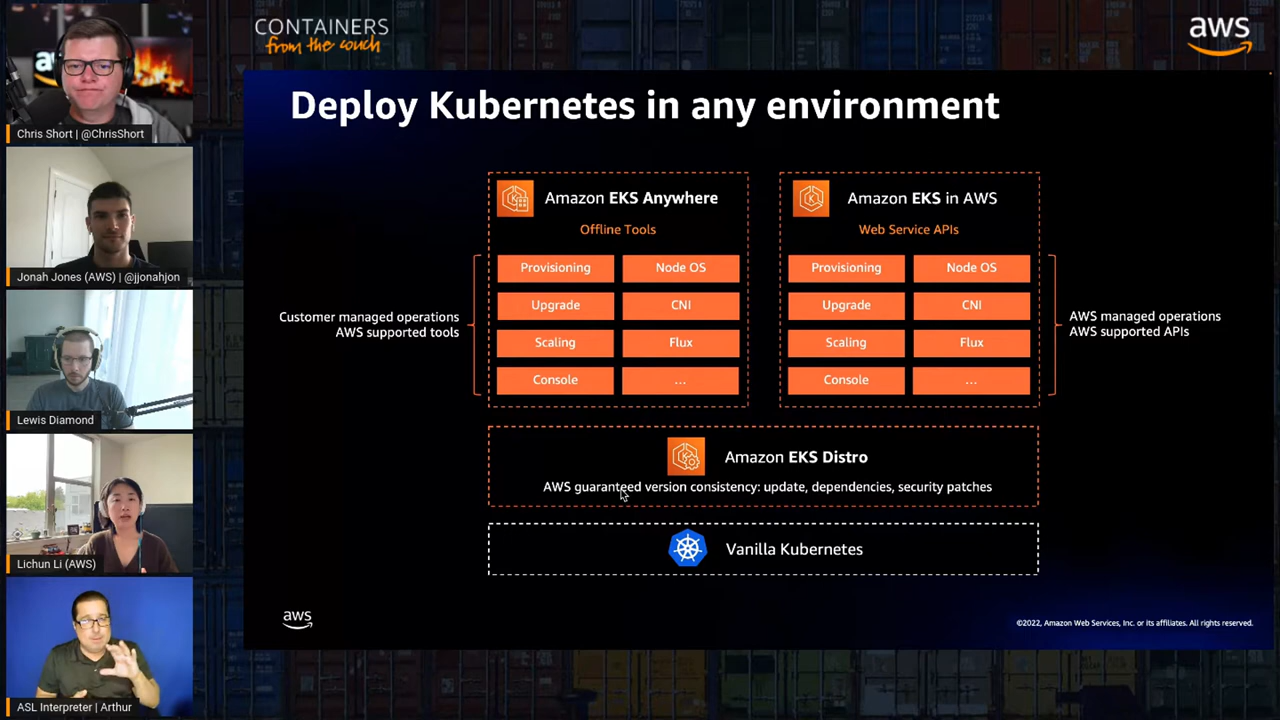 CONTAINERS
from the couch
aws
Chris Short | @ChrisShort
Jonah Jones (AWS) | @jjonahjon
Lewis Diamond
Lichun Li (AWS)
ASL Interpreter | Arthur
Deploy Kubernetes in any environment
Amazon EKS Anywhere
Offline Tools
Provisioning
Node OS
Upgrade
CNI
Scaling
Flux
Console
...
Customer managed operations
AWS supported tools
Amazon EKS in AWS
Web Service APIs
Provisioning
Node OS
Upgrade
CNI
Scaling
Flux
Console
...
AWS managed operations
AWS supported APIs
Amazon EKS Distro
AWS guaranteed version consistency: update, dependencies, security patches
Vanilla Kubernetes
aws
©2022, Amazon Web Services, Inc. or its affiliates. All rights reserved.